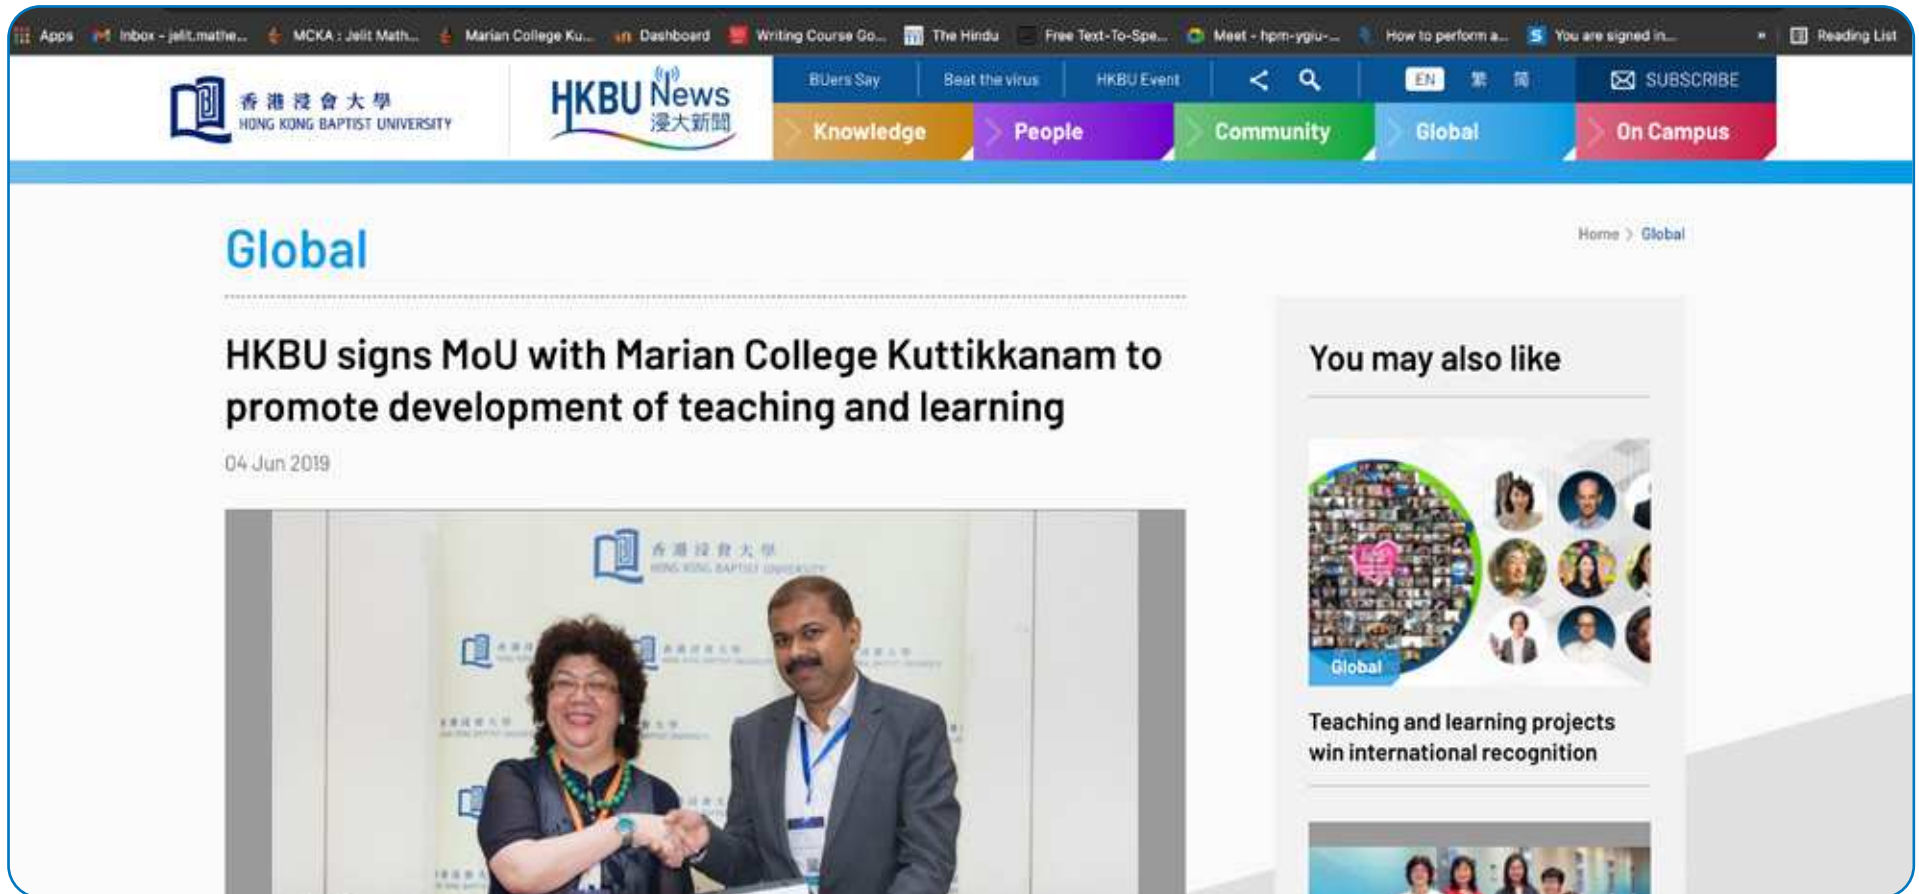 Apps
Inbox - jelit.mathe...
MCKA : Jelit Math...
Marian College Ku...
Dashboard
Writing Course Go...
The Hindu
Free Text-To-Spe...
Meet - hpm-ygiu-...
How to perform a...
You are signed in...
»
Reading List
香港浸會大學
HONG KONG BAPTIST UNIVERSITY
HKBU News
浸大新聞
BUers Say
Beat the virus
HKBU Event
EN
繁
简
SUBSCRIBE
Knowledge
People
Community
Global
On Campus
Global
Home > Global
HKBU signs MoU with Marian College Kuttikkanam to
promote development of teaching and learning
04 Jun 2019
香港浸會大學
HONG KONG BAPTIST UNIVERSITY
You may also like
Global
Teaching and learning projects
win international recognition